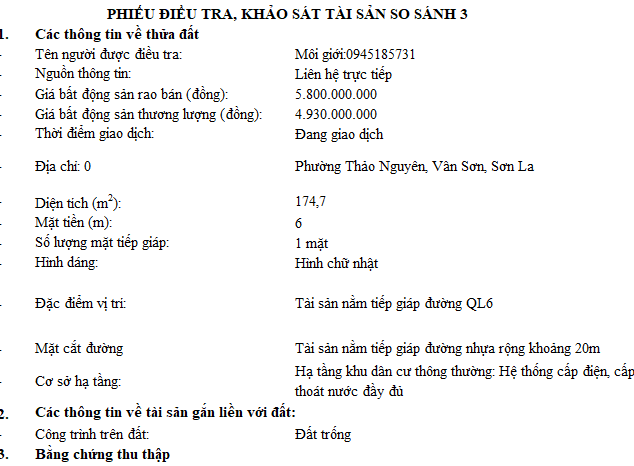 PHIẾU ĐIỀU TRA, KHẢO SÁT TÀI SẢN SO SÁNH 3
1. Các thông tin về thửa đất
- Tên người được điều tra: Môi giới:0945185731
- Nguồn thông tin: Liên hệ trực tiếp
- Giá bất động sản rao bán (đồng): 5.800.000.000
- Giá bất động sản thương lượng (đồng): 4.930.000.000
- Thời điểm giao dịch: Đang giao dịch
- Địa chỉ: 0 Phường Thảo Nguyên, Vân Sơn, Sơn La
- Diện tích (m²): 174,7
- Mặt tiền (m): 6
- Số lượng mặt tiếp giáp: 1 mặt
- Hình dáng: Hình chữ nhật
- Đặc điểm vị trí: Tài sản nằm tiếp giáp đường QL6
- Mặt cắt đường Tài sản nằm tiếp giáp đường nhựa rộng khoảng 20m
- Cơ sở hạ tầng: Hạ tầng khu dân cư thông thường: Hệ thống cấp điện, cấp
thoát nước đầy đủ
2. Các thông tin về tài sản gắn liền với đất:
- Công trình trên đất: Đất trống
3. Bằng chứng thu thập